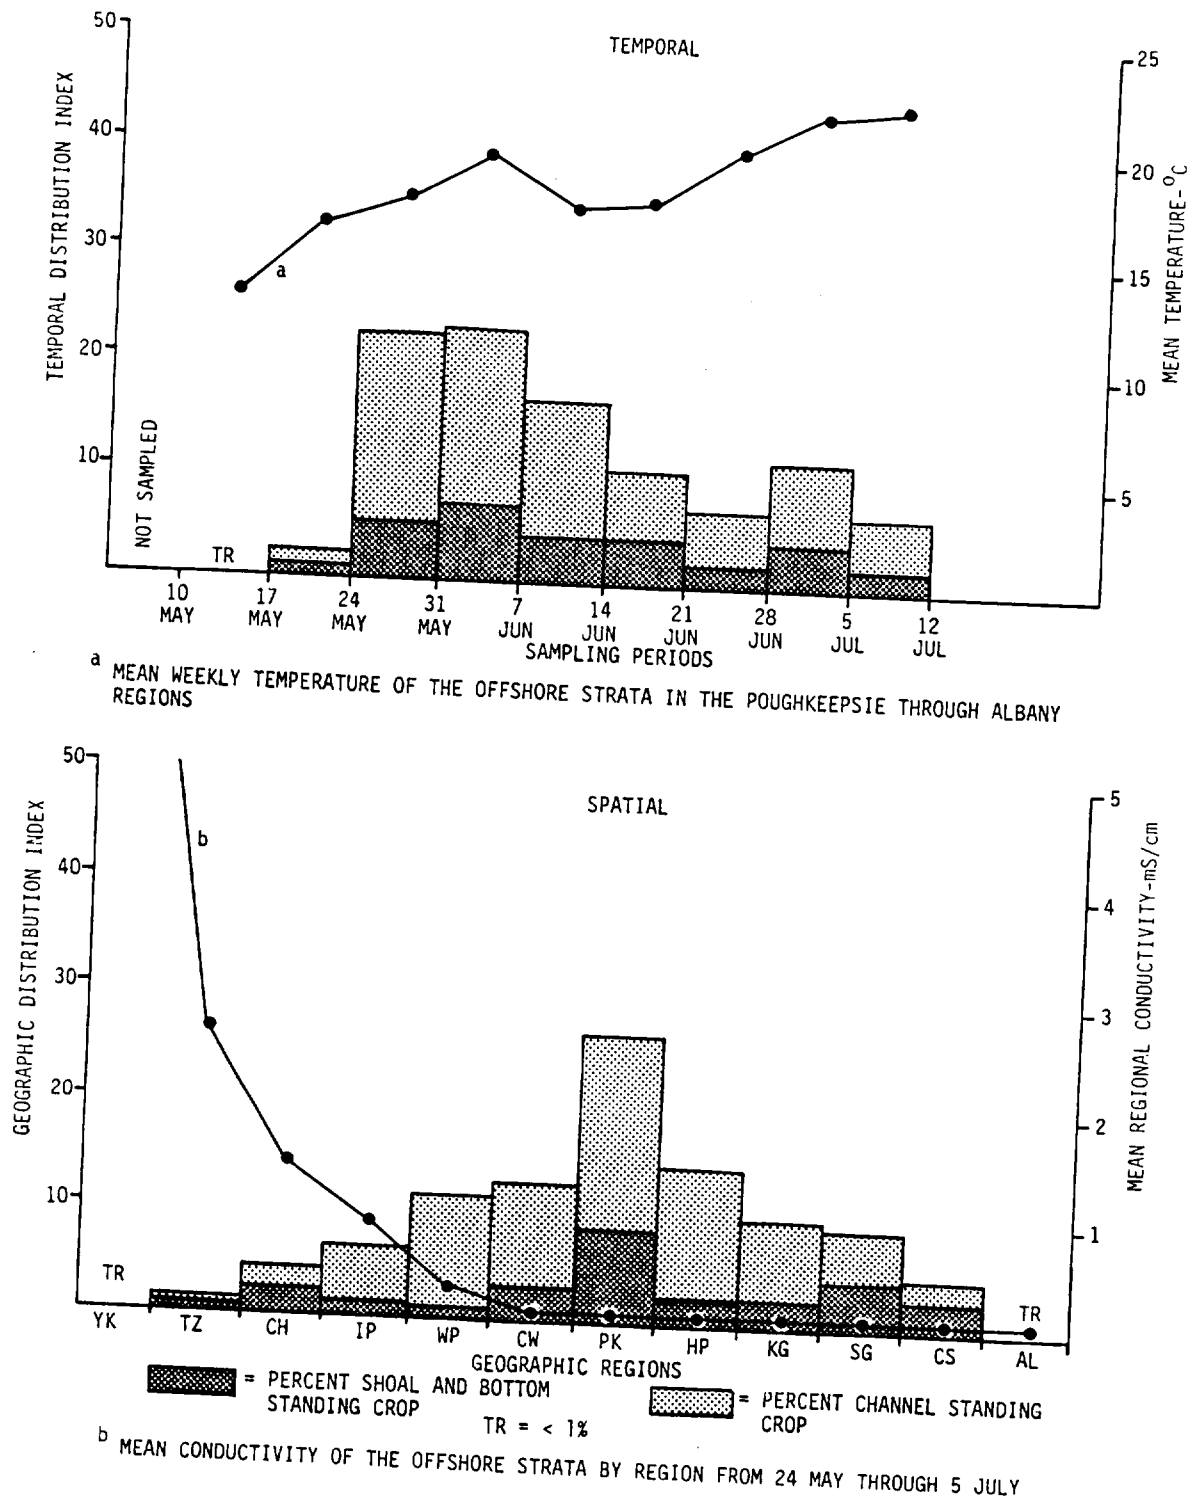 TEMPORAL
50
40
30
20
10
TEMPORAL DISTRIBUTION INDEX
25
20
15
10
5
MEAN TEMPERATURE-°C
a
NOT SAMPLED
TR
10 MAY
17 MAY
24 MAY
31 MAY
7 JUN
14 JUN
21 JUN
28 JUN
5 JUL
12 JUL
SAMPLING PERIODS
a MEAN WEEKLY TEMPERATURE OF THE OFFSHORE STRATA IN THE POUGHKEEPSIE THROUGH ALBANY
REGIONS
SPATIAL
50
40
30
20
10
GEOGRAPHIC DISTRIBUTION INDEX
5
4
3
2
1
MEAN REGIONAL CONDUCTIVITY-mS/cm
b
TR
TR
YK TZ CH IP WP CW PK HP KG SG CS AL
GEOGRAPHIC REGIONS
= PERCENT SHOAL AND BOTTOM
STANDING CROP
= PERCENT CHANNEL STANDING
CROP
TR = < 1%
b MEAN CONDUCTIVITY OF THE OFFSHORE STRATA BY REGION FROM 24 MAY THROUGH 5 JULY